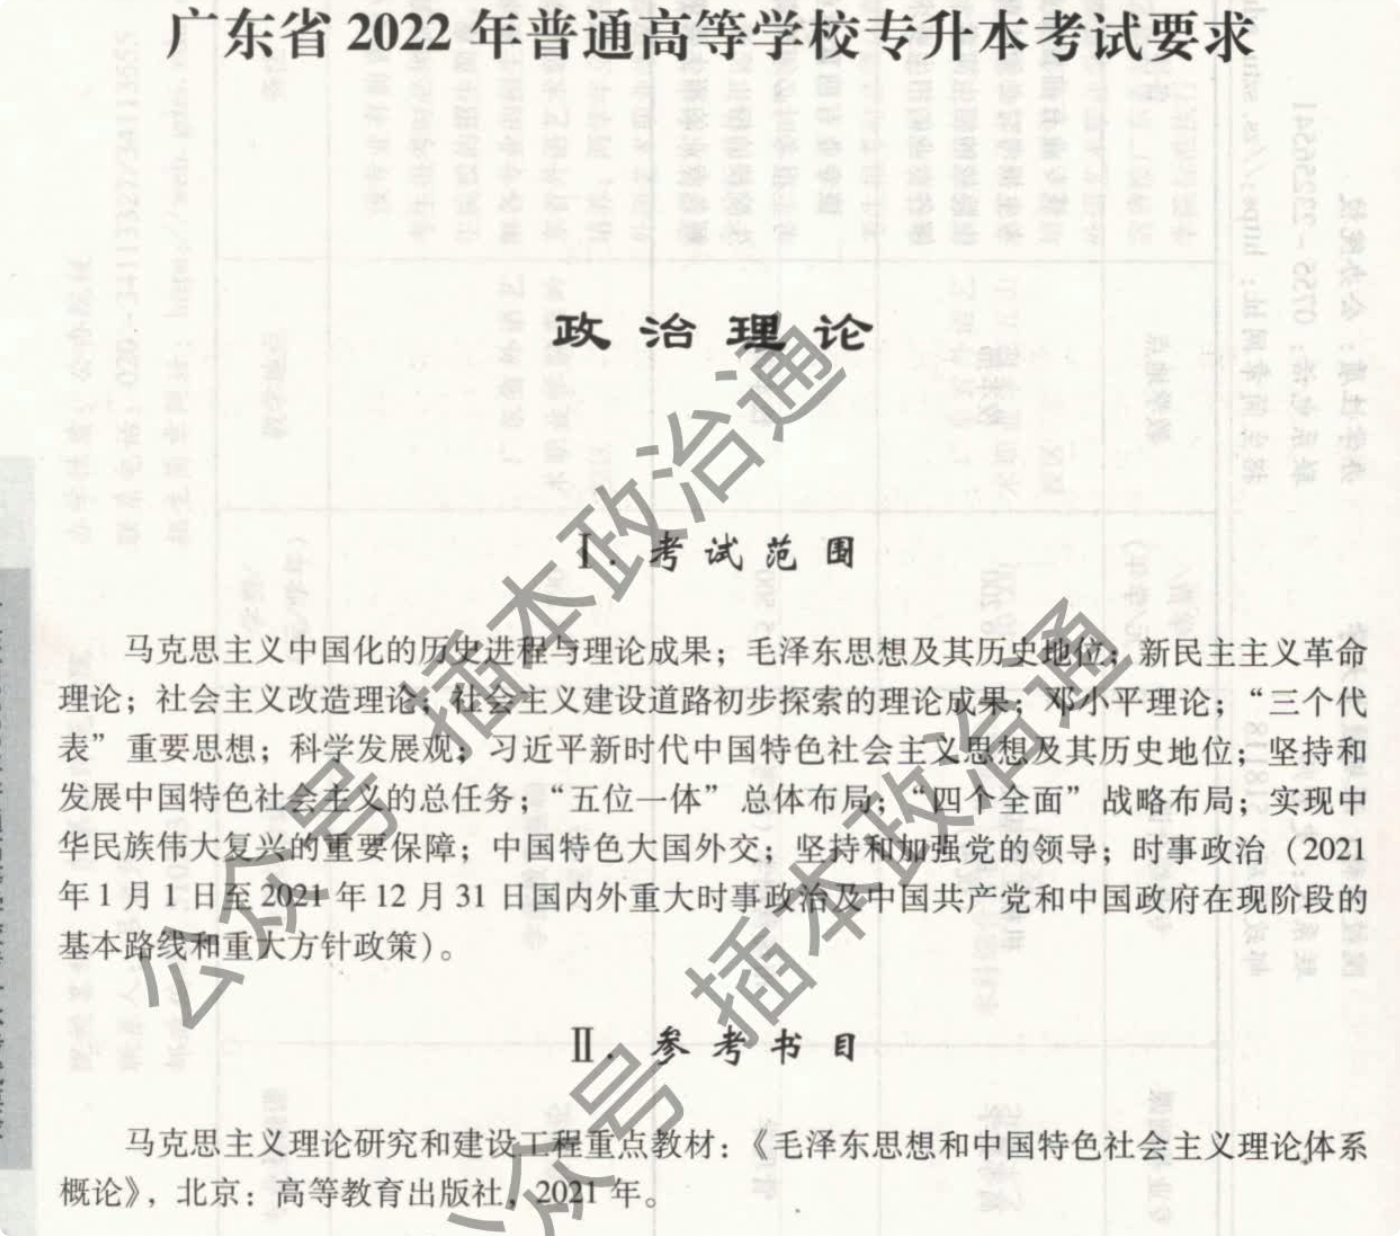 广东省 2022 年普通高等学校专升本考试要求
政治理论
Ⅰ. 考试范围
马克思主义中国化的历史进程与理论成果；毛泽东思想及其历史地位；新民主主义革命
理论；社会主义改造理论；社会主义建设道路初步探索的理论成果；邓小平理论；“三个代
表”重要思想；科学发展观；习近平新时代中国特色社会主义思想及其历史地位；坚持和
发展中国特色社会主义的总任务；“五位一体”总体布局；“四个全面”战略布局；实现中
华民族伟大复兴的重要保障；中国特色大国外交；坚持和加强党的领导；时事政治（2021
年 1 月 1 日至 2021 年 12 月 31 日国内外重大时事政治及中国共产党和中国政府在现阶段的
基本路线和重大方针政策）。
Ⅱ. 参考书目
马克思主义理论研究和建设工程重点教材：《毛泽东思想和中国特色社会主义理论体系
概论》，北京：高等教育出版社，2021 年。
公众号 插本政治通
公众号 插本政治通